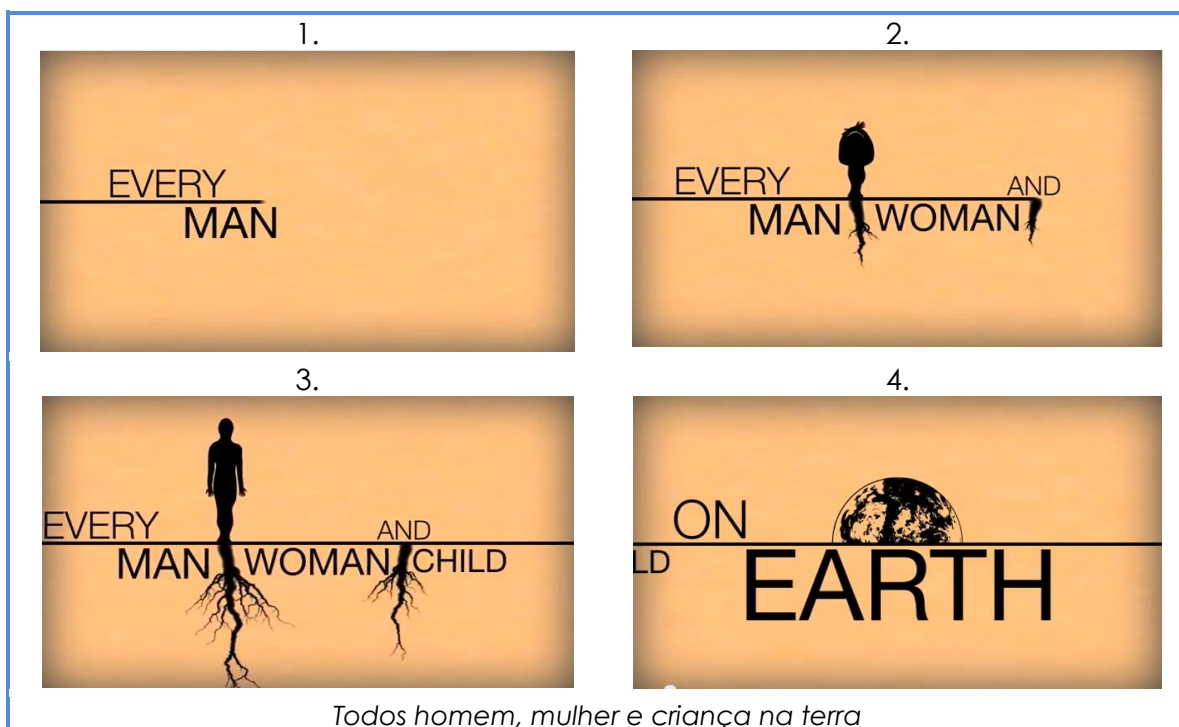 1.
EVERY
MAN
2.
EVERY AND
MAN WOMAN
3.
EVERY AND
MAN WOMAN CHILD
4.
ON
LD EARTH
Todos homem, mulher e criança na terra